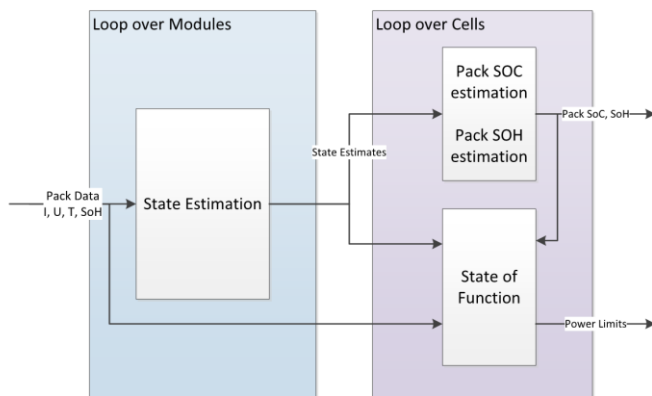 Loop over Modules
Loop over Cells
Pack SOC
estimation
Pack SOH
estimation
Pack SoC, SoH
State Estimates
Pack Data
I, U, T, SoH
State Estimation
State of
Function
Power Limits